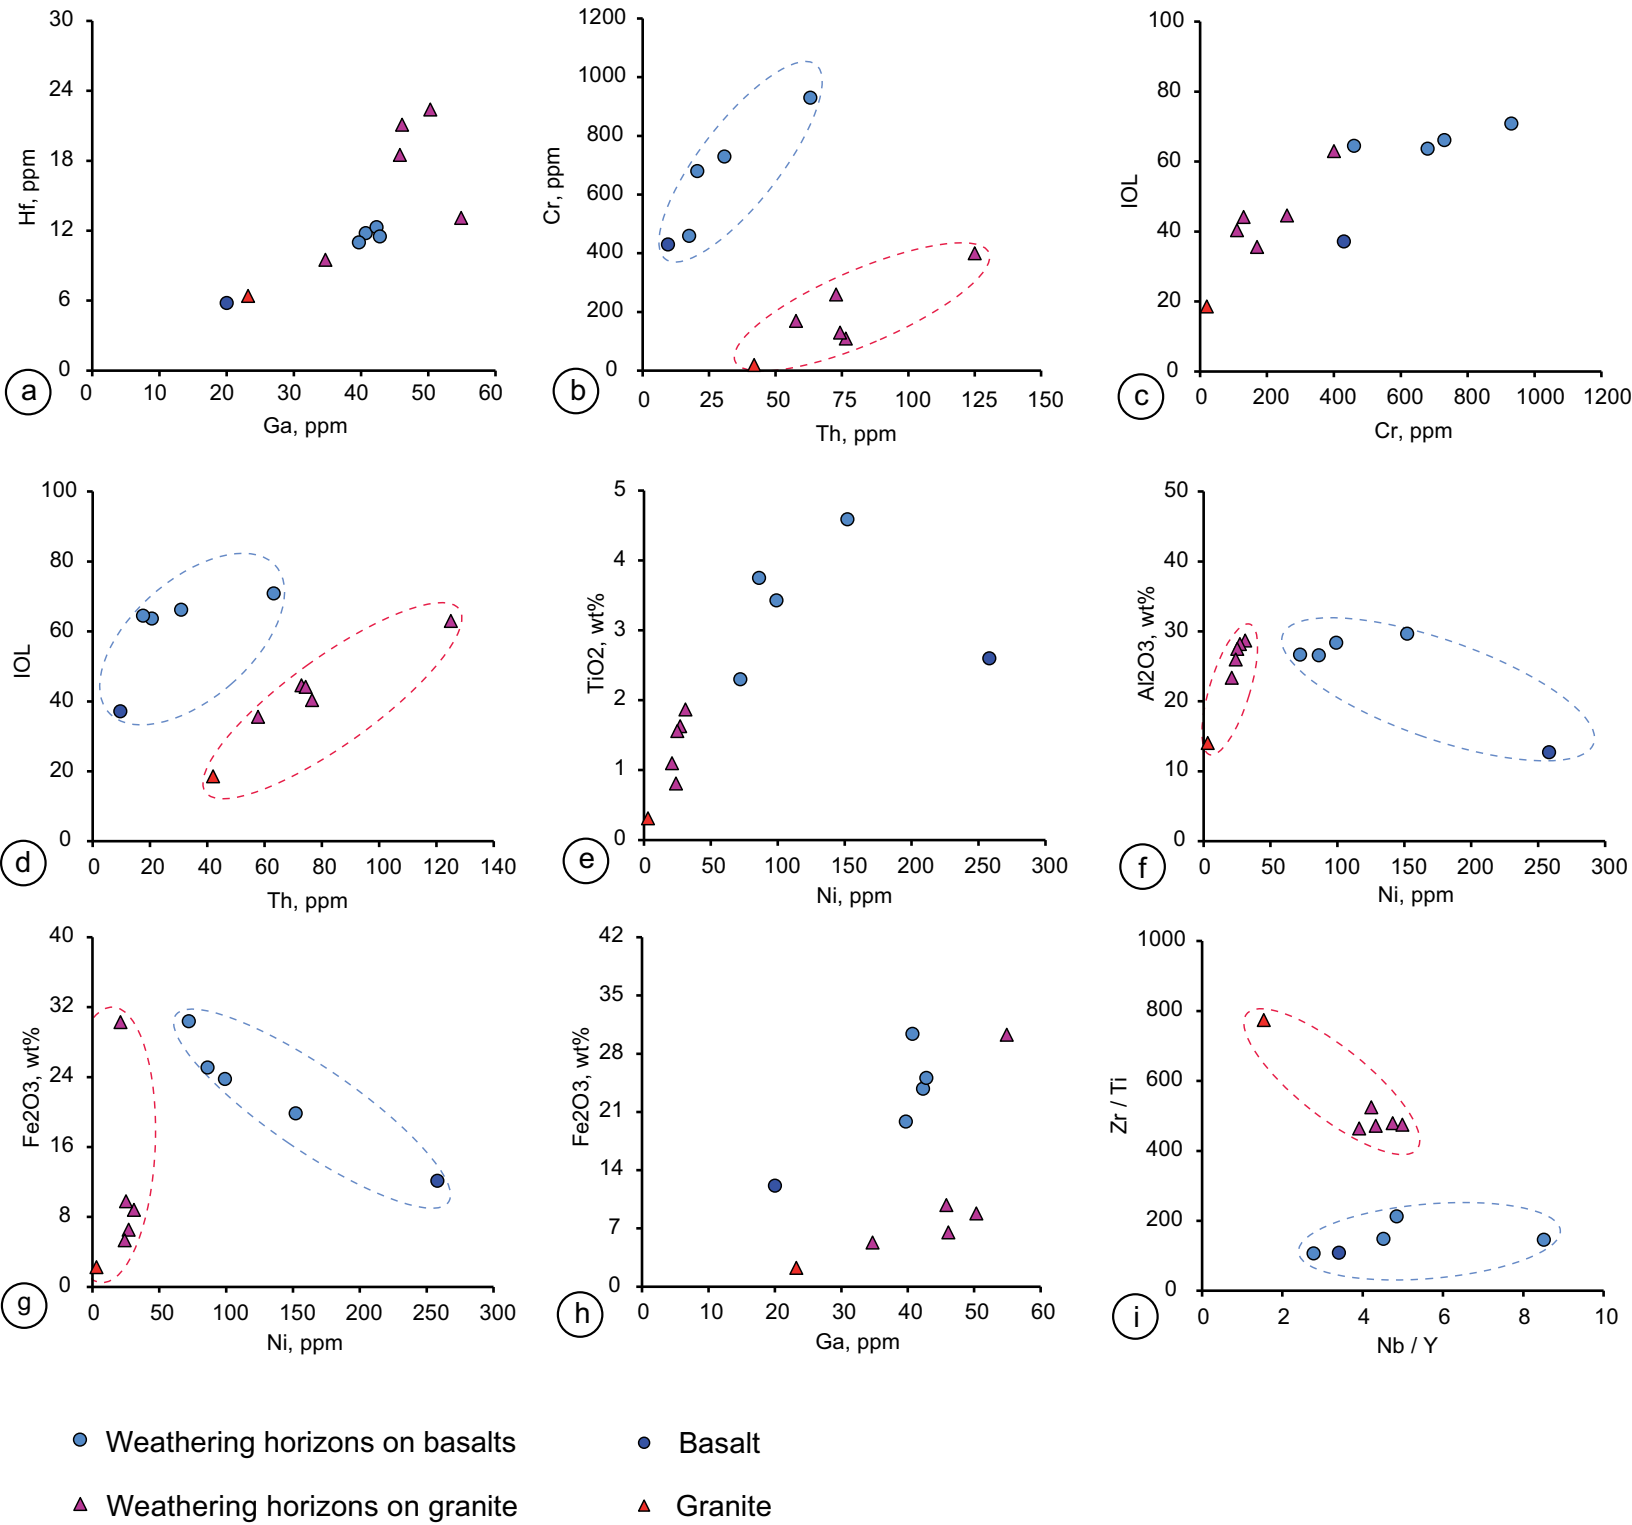 30
24
18
12
6
0
Hf, ppm
0 10 20 30 40 50 60
Ga, ppm
a
1200
1000
800
600
400
200
0
Cr, ppm
0 25 50 75 100 125 150
Th, ppm
b
100
80
60
40
20
0
IOL
0 200 400 600 800 1000 1200
Cr, ppm
c
100
80
60
40
20
0
IOL
0 20 40 60 80 100 120 140
Th, ppm
d
5
4
3
2
1
0
TiO2, wt%
0 50 100 150 200 250 300
Ni, ppm
e
50
40
30
20
10
0
Al2O3, wt%
0 50 100 150 200 250 300
Ni, ppm
f
40
32
24
16
8
0
Fe2O3, wt%
0 50 100 150 200 250 300
Ni, ppm
g
42
35
28
21
14
7
0
Fe2O3, wt%
0 10 20 30 40 50 60
Ga, ppm
h
1000
800
600
400
200
0
Zr / Ti
0 2 4 6 8 10
Nb / Y
i
Weathering horizons on basalts
Basalt
Weathering horizons on granite
Granite